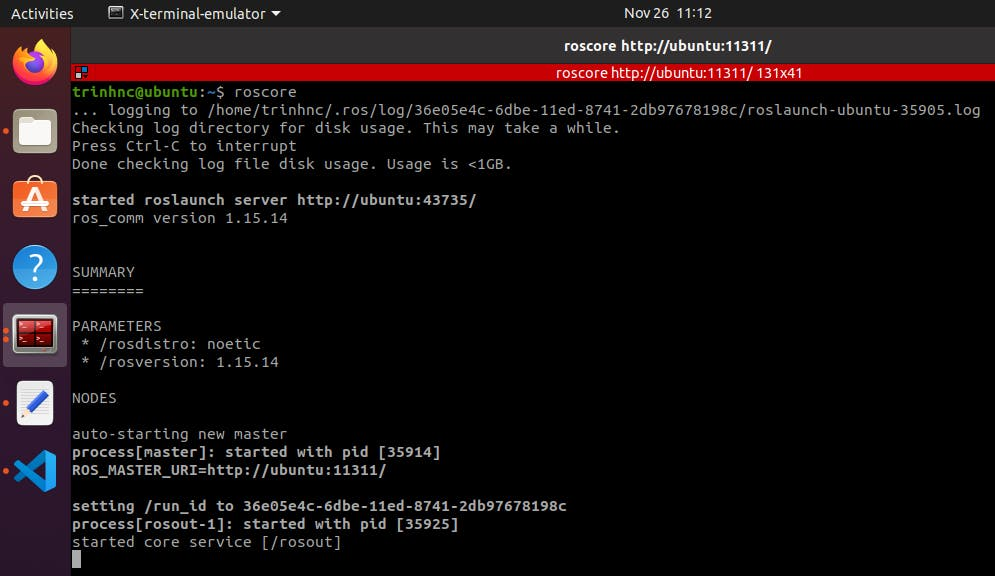 Activities X-terminal-emulator Nov 26 11:12
roscore http://ubuntu:11311/
roscore http://ubuntu:11311/ 131x41
trinhnc@ubuntu:~$ roscore
... logging to /home/trinhnc/.ros/log/36e05e4c-6dbe-11ed-8741-2db97678198c/roslaunch-ubuntu-35905.log
Checking log directory for disk usage. This may take a while.
Press Ctrl-C to interrupt
Done checking log file disk usage. Usage is <1GB.
started roslaunch server http://ubuntu:43735/
ros_comm version 1.15.14
SUMMARY
========
PARAMETERS
* /rosdistro: noetic
* /rosversion: 1.15.14
NODES
auto-starting new master
process[master]: started with pid [35914]
ROS_MASTER_URI=http://ubuntu:11311/
setting /run_id to 36e05e4c-6dbe-11ed-8741-2db97678198c
process[rosout-1]: started with pid [35925]
started core service [/rosout]